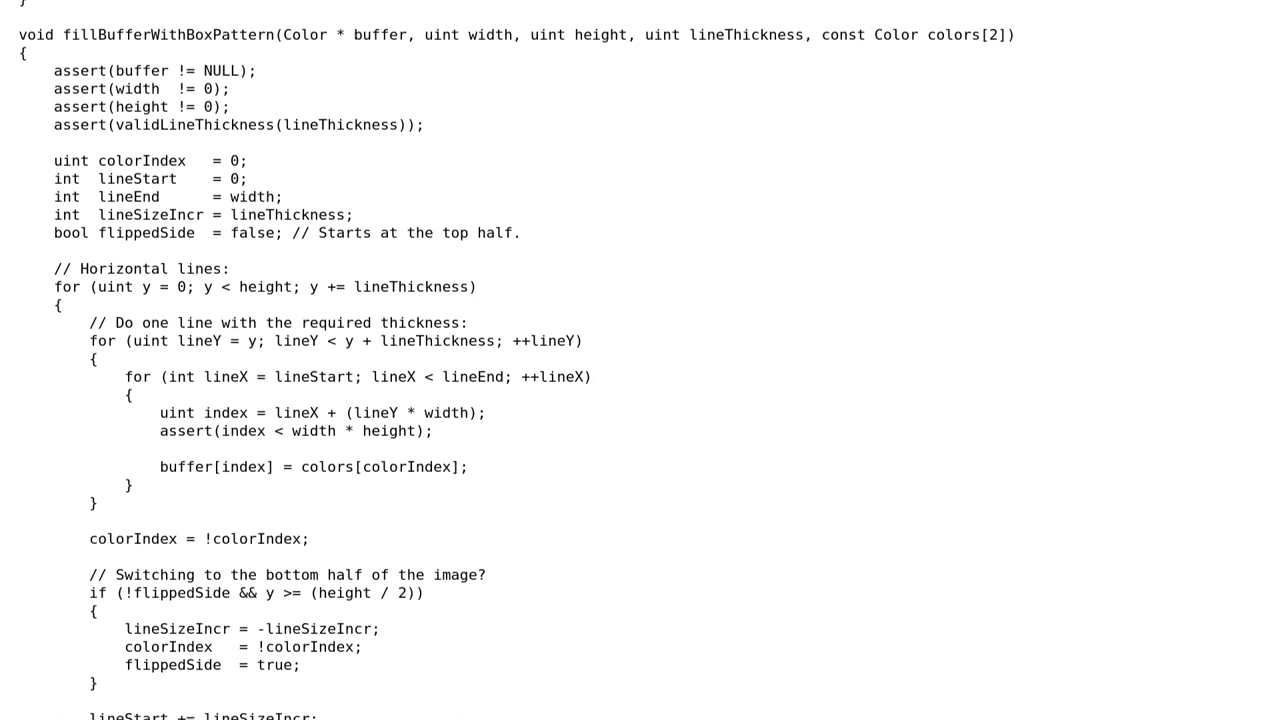 }
void fillBufferWithBoxPattern(Color * buffer, uint width, uint height, uint lineThickness, const Color colors[2])
{
    assert(buffer != NULL);
    assert(width  != 0);
    assert(height != 0);
    assert(validLineThickness(lineThickness));

    uint colorIndex   = 0;
    int  lineStart    = 0;
    int  lineEnd      = width;
    int  lineSizeIncr = lineThickness;
    bool flippedSide  = false; // Starts at the top half.

    // Horizontal lines:
    for (uint y = 0; y < height; y += lineThickness)
    {
        // Do one line with the required thickness:
        for (uint lineY = y; lineY < y + lineThickness; ++lineY)
        {
            for (int lineX = lineStart; lineX < lineEnd; ++lineX)
            {
                uint index = lineX + (lineY * width);
                assert(index < width * height);

                buffer[index] = colors[colorIndex];
            }
        }

        colorIndex = !colorIndex;

        // Switching to the bottom half of the image?
        if (!flippedSide && y >= (height / 2))
        {
            lineSizeIncr = -lineSizeIncr;
            colorIndex   = !colorIndex;
            flippedSide  = true;
        }

        lineStart += lineSizeIncr;